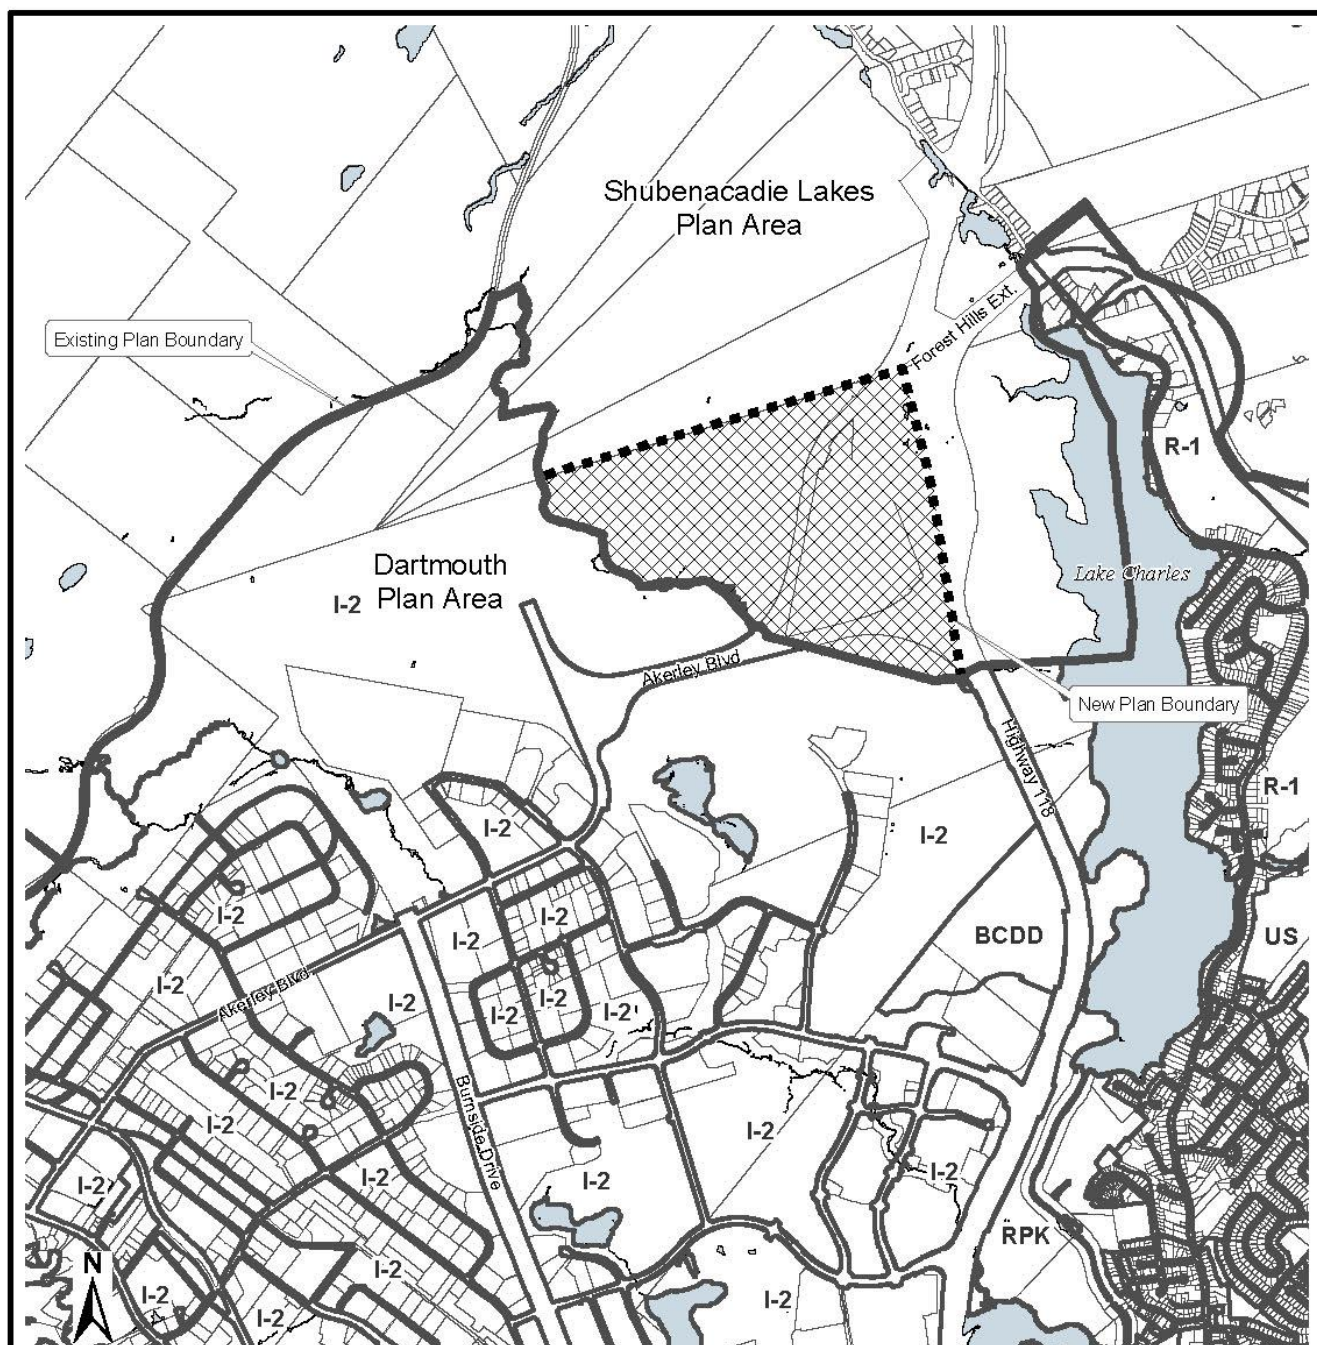 Shubenacadie Lakes
Plan Area
Forest Hills Ext.
Existing Plan Boundary
R-1
Dartmouth
Plan Area
I-2
Lake Charles
Akerley Blvd
New Plan Boundary
Highway 118
R-1
I-2
I-2
I-2
I-2
I-2
BCDD
US
I-2
Akerley Blvd
I-2
I-2
I-2
I-2
I-2
Burnside Drive
I-2
I-2
I-2
I-2
I-2
I-2
I-2
RPK
N
I-2
I-2
I-2
I-2